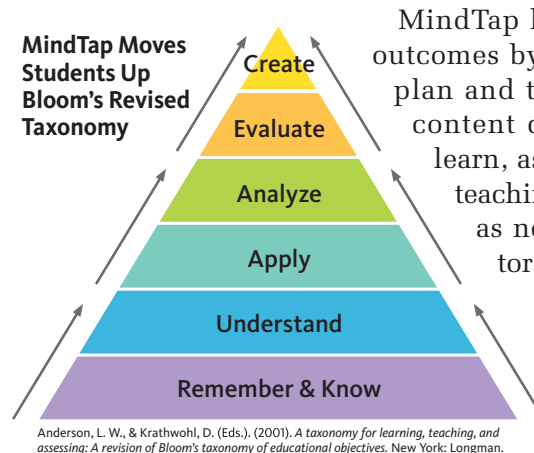 MindTap Moves
Students Up
Bloom's Revised
Taxonomy
Create
Evaluate
Analyze
Apply
Understand
Remember & Know
MindTap
outcomes by
plan and
content
learn,
teachin
as
tors
Anderson, L. W., & Krathwohl, D. (Eds.). (2001). A taxonomy for learning, teaching, and
assessing: A revision of Bloom's taxonomy of educational objectives. New York: Longman.